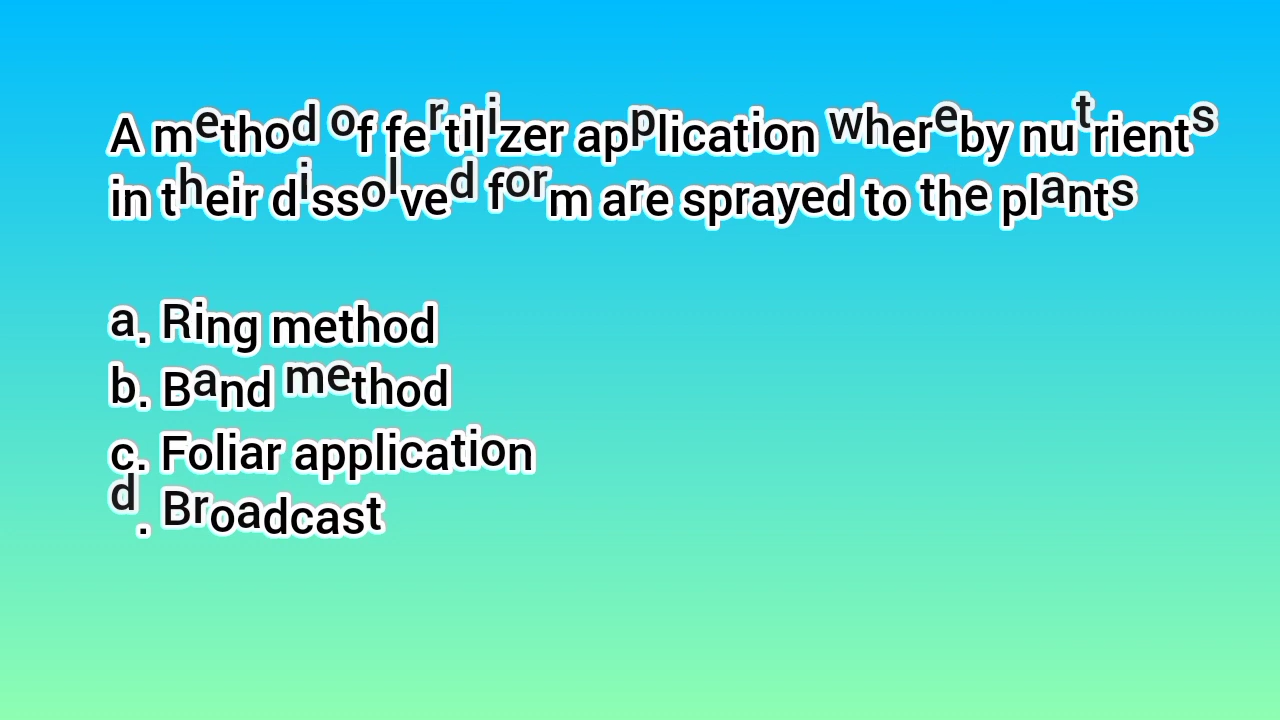 A method of fertilizer application whereby nutrients
in their dissolved form are sprayed to the plants
a. Ring method
b. Band method
c. Foliar application
d. Broadcast